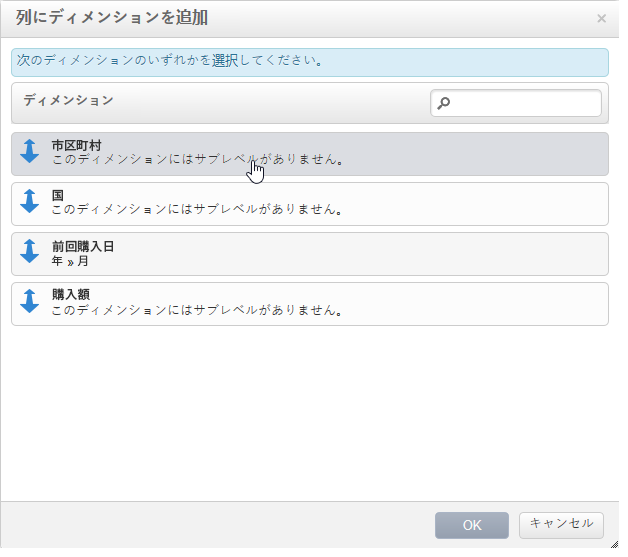 列にディメンションを追加
×
次のディメンションのいずれかを選択してください。
ディメンション
市区町村
このディメンションにはサブレベルがありません。
国
このディメンションにはサブレベルがありません。
前回購入日
年 » 月
購入額
このディメンションにはサブレベルがありません。
OK キャンセル